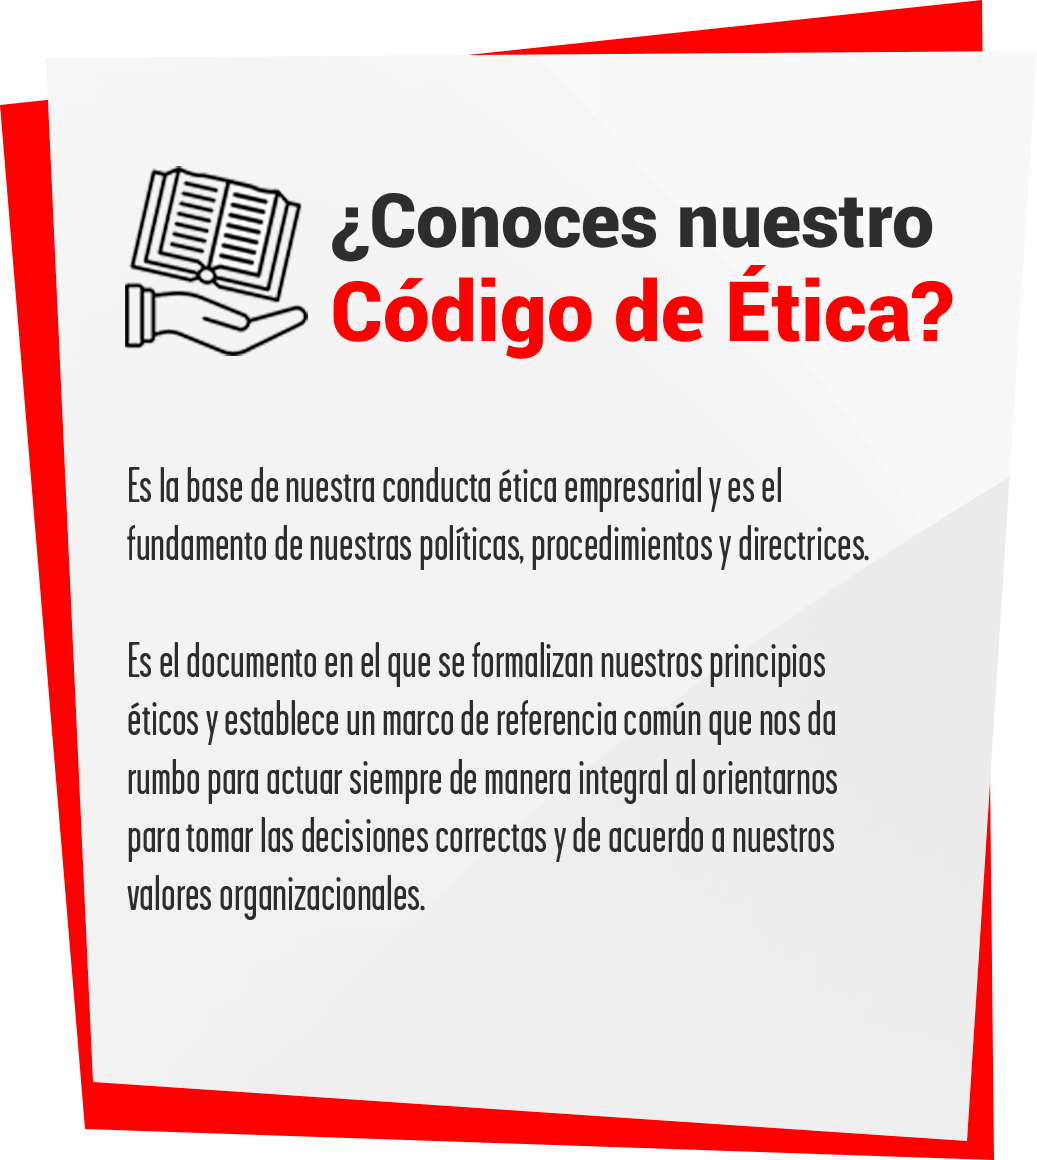 ¿Conoces nuestro
Código de Ética?
Es la base de nuestra conducta ética empresarial y es el
fundamento de nuestras políticas, procedimientos y directrices.
Es el documento en el que se formalizan nuestros principios
éticos y establece un marco de referencia común que nos da
rumbo para actuar siempre de manera integral al orientarnos
para tomar las decisiones correctas y de acuerdo a nuestros
valores organizacionales.